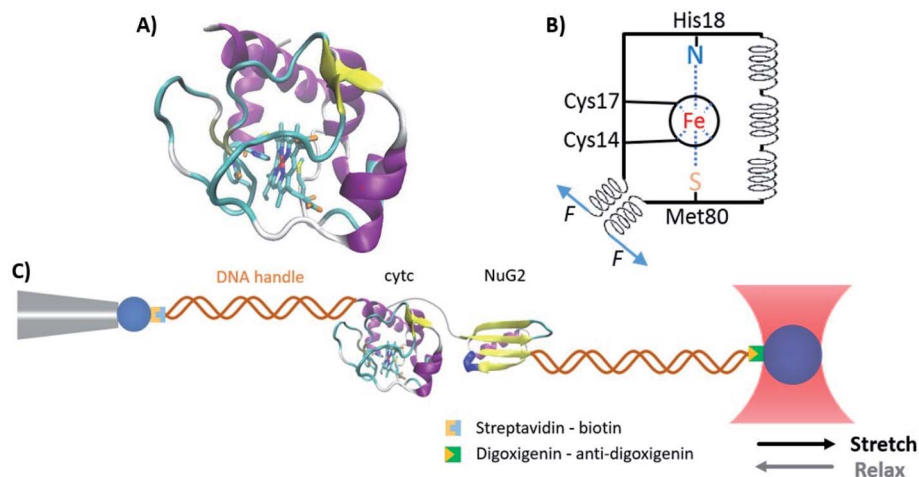 A)
B)
His18
N
Cys17
Fe
Cys14
S
F
Met80
F
C)
DNA handle
cytc
NuG2
Streptavidin - biotin
Digoxigenin - anti-digoxigenin
Stretch
Relax